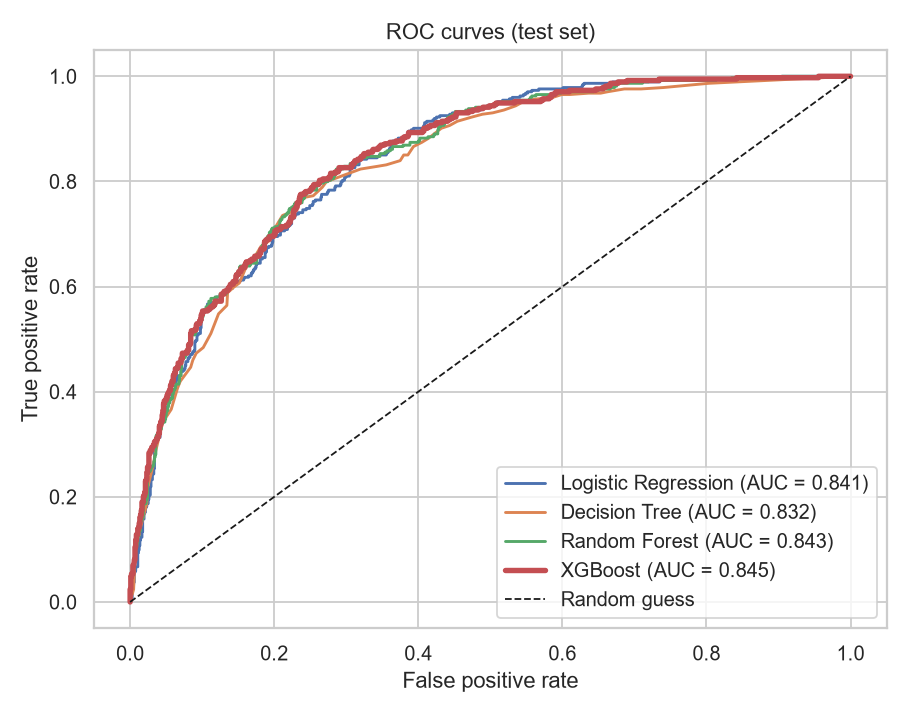 ROC curves (test set)
True positive rate
1.0
0.8
0.6
0.4
0.2
0.0
Logistic Regression (AUC = 0.841)
Decision Tree (AUC = 0.832)
Random Forest (AUC = 0.843)
XGBoost (AUC = 0.845)
Random guess
0.0 0.2 0.4 0.6 0.8 1.0
False positive rate